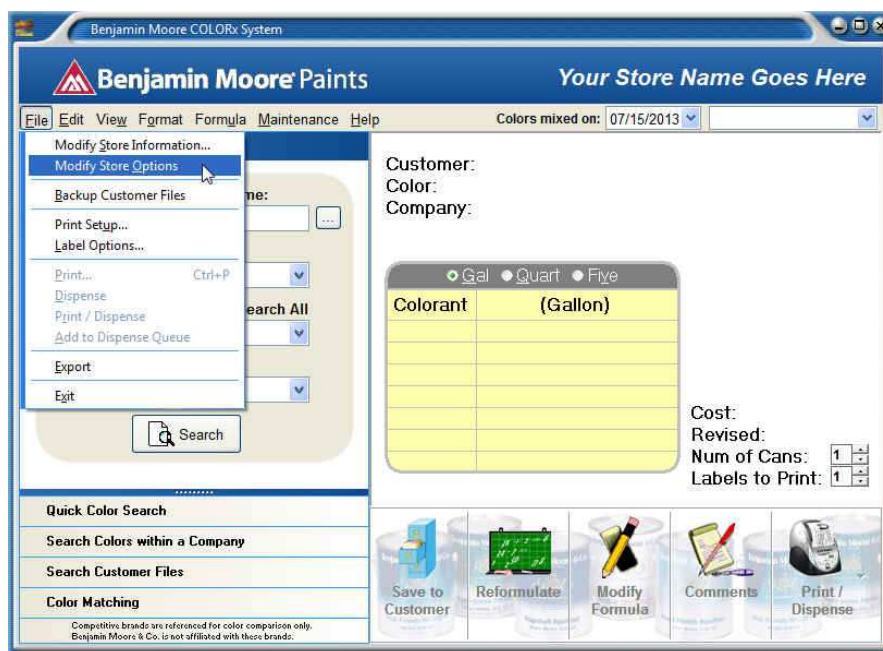 Benjamin Moore COLORx System
Benjamin Moore Paints
Your Store Name Goes Here
File Edit View Format Formula Maintenance Help
Colors mixed on: 07/15/2013
Modify Store Information...
Modify Store Options
Backup Customer Files
Print Setup...
Label Options...
Print... Ctrl+P
Dispense
Print / Dispense
Add to Dispense Queue
Export
Exit
me:
...
earch All
Search
Quick Color Search
Search Colors within a Company
Search Customer Files
Color Matching
Competitive brands are referenced for color comparison only.
Benjamin Moore & Co. is not affiliated with these brands.
Customer:
Color:
Company:
Gal Quart Five
Colorant (Gallon)
Cost:
Revised:
Num of Cans: 1
Labels to Print: 1
Save to Customer
Reformulate
Modify Formula
Comments
Print / Dispense